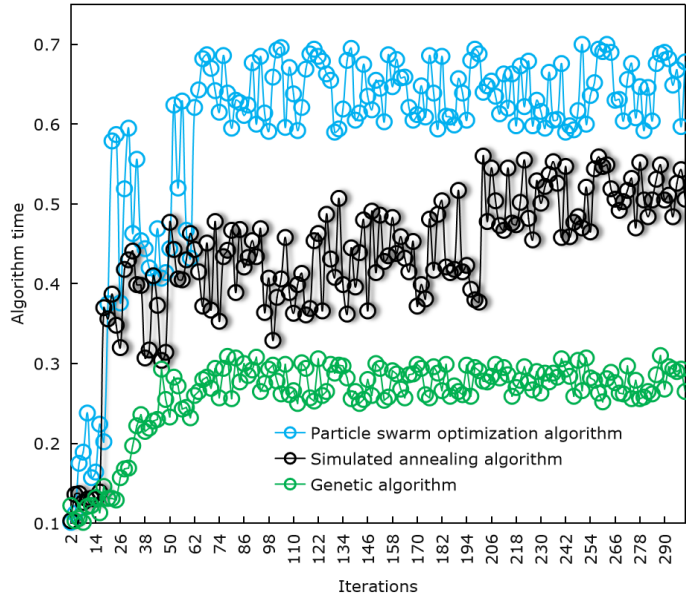 0.7
0.6
0.5
0.4
0.3
0.2
0.1
Algorithm time
Particle swarm optimization algorithm
Simulated annealing algorithm
Genetic algorithm
2 14 26 38 50 62 74 86 98 110 122 134 146 158 170 182 194 206 218 230 242 254 266 278 290
Iterations